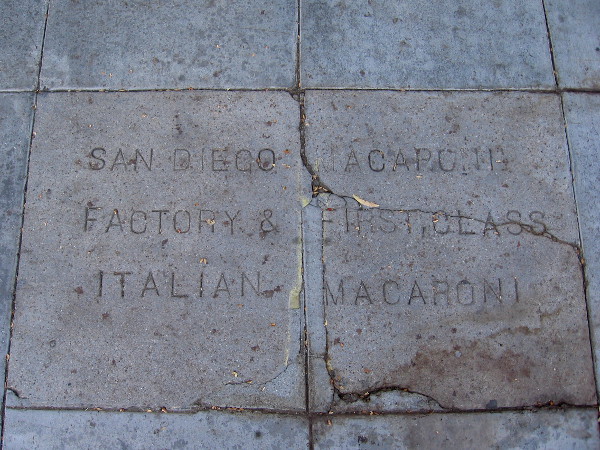 SAN DIEGO MACARONI
FACTORY & FIRST CLASS
ITALIAN MACARONI